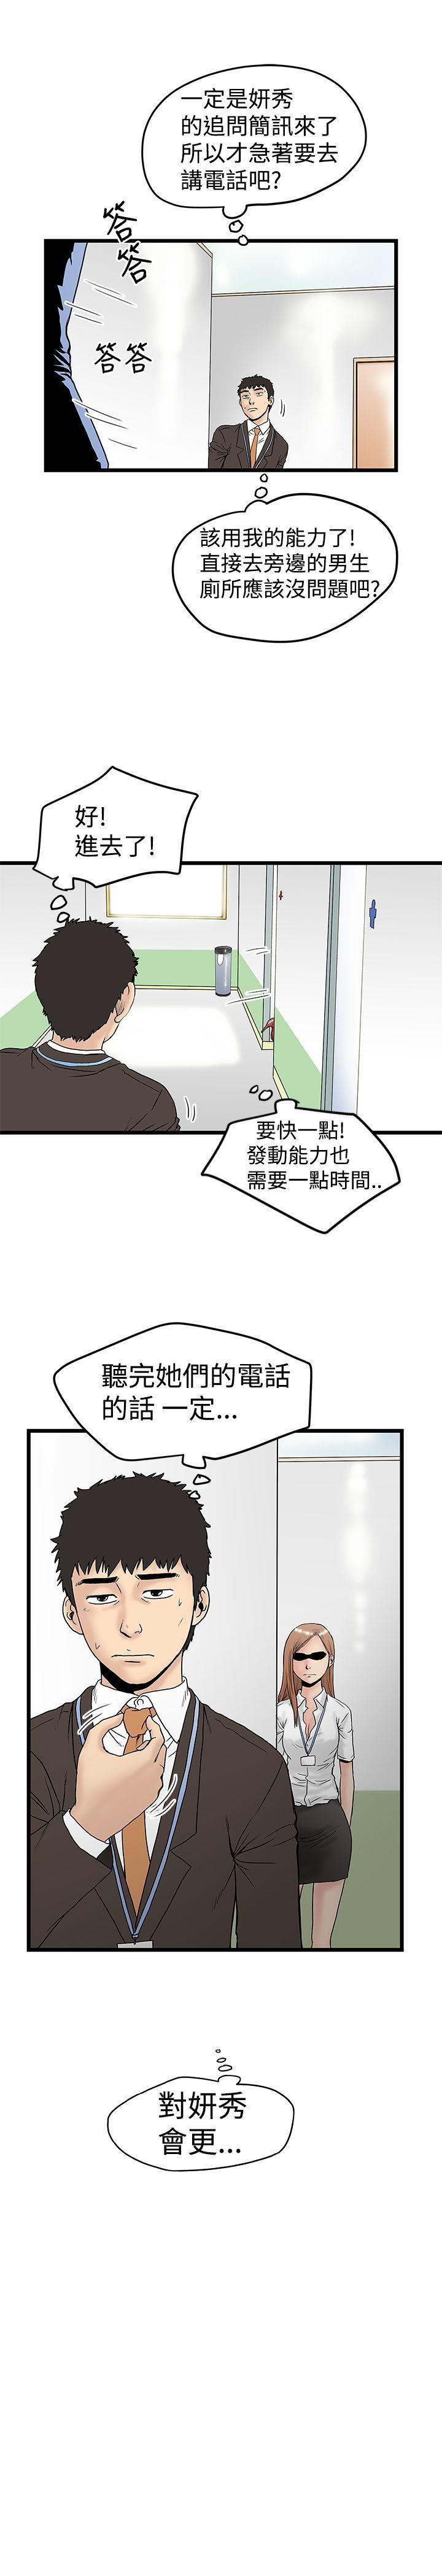 一定是妍秀
的追問簡訊來了
所以才急著要去
講電話吧?
答
答
答答
該用我的能力了!
直接去旁邊的男生
廁所應該沒問題吧?
好!
進去了!
要快一點!
發動能力也
需要一點時間..
聽完她們的電話
的話 一定...
對妍秀
會更...